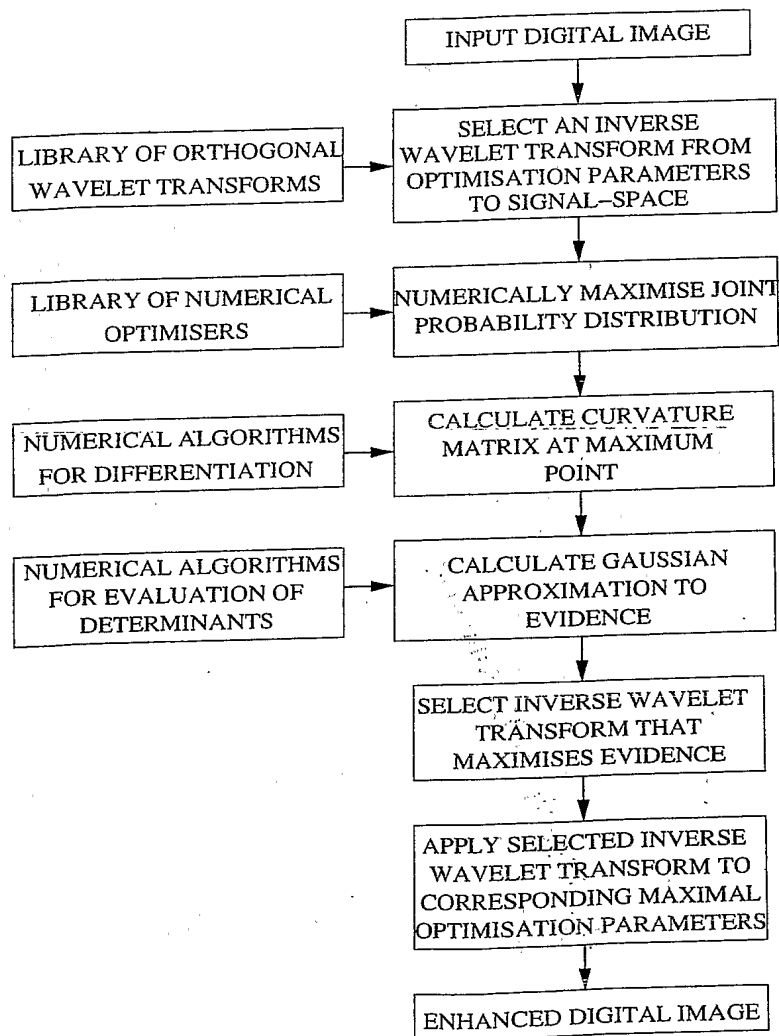 INPUT DIGITAL IMAGE
LIBRARY OF ORTHOGONAL
WAVELET TRANSFORMS
SELECT AN INVERSE
WAVELET TRANSFORM FROM
OPTIMISATION PARAMETERS
TO SIGNAL–SPACE
LIBRARY OF NUMERICAL
OPTIMISERS
NUMERICALLY MAXIMISE JOINT
PROBABILITY DISTRIBUTION
NUMERICAL ALGORITHMS
FOR DIFFERENTIATION
CALCULATE CURVATURE
MATRIX AT MAXIMUM
POINT
NUMERICAL ALGORITHMS
FOR EVALUATION OF
DETERMINANTS
CALCULATE GAUSSIAN
APPROXIMATION TO
EVIDENCE
SELECT INVERSE WAVELET
TRANSFORM THAT
MAXIMISES EVIDENCE
APPLY SELECTED INVERSE
WAVELET TRANSFORM TO
CORRESPONDING MAXIMAL
OPTIMISATION PARAMETERS
ENHANCED DIGITAL IMAGE